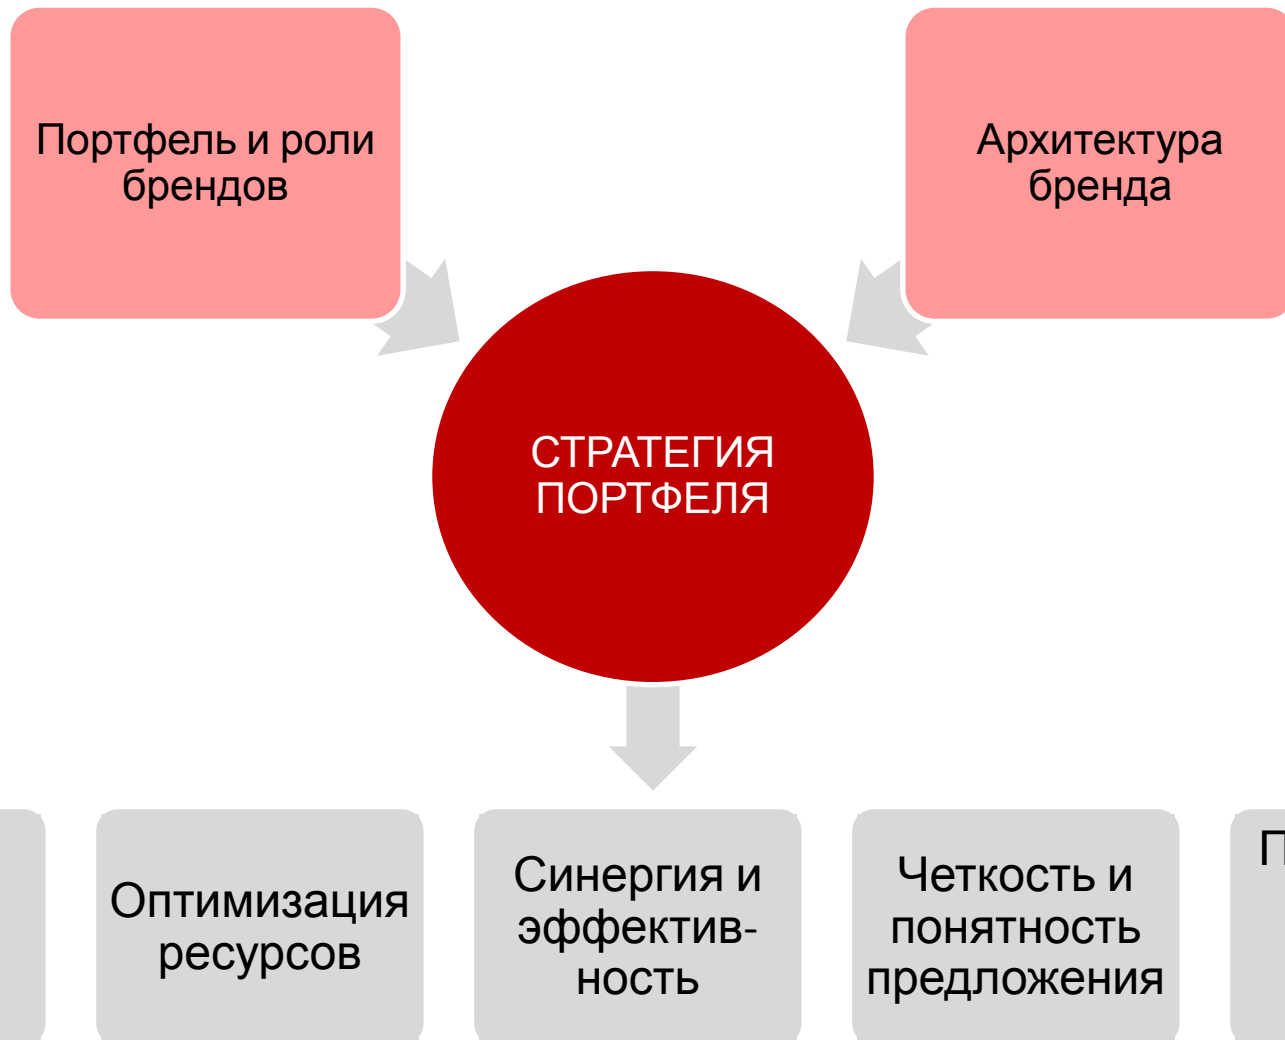 Портфель и роли
брендов
Архитектура
бренда
СТРАТЕГИЯ
ПОРТФЕЛЯ
Оптимизация
ресурсов
Синергия и
эффектив-
ность
Четкость и
понятность
предложения